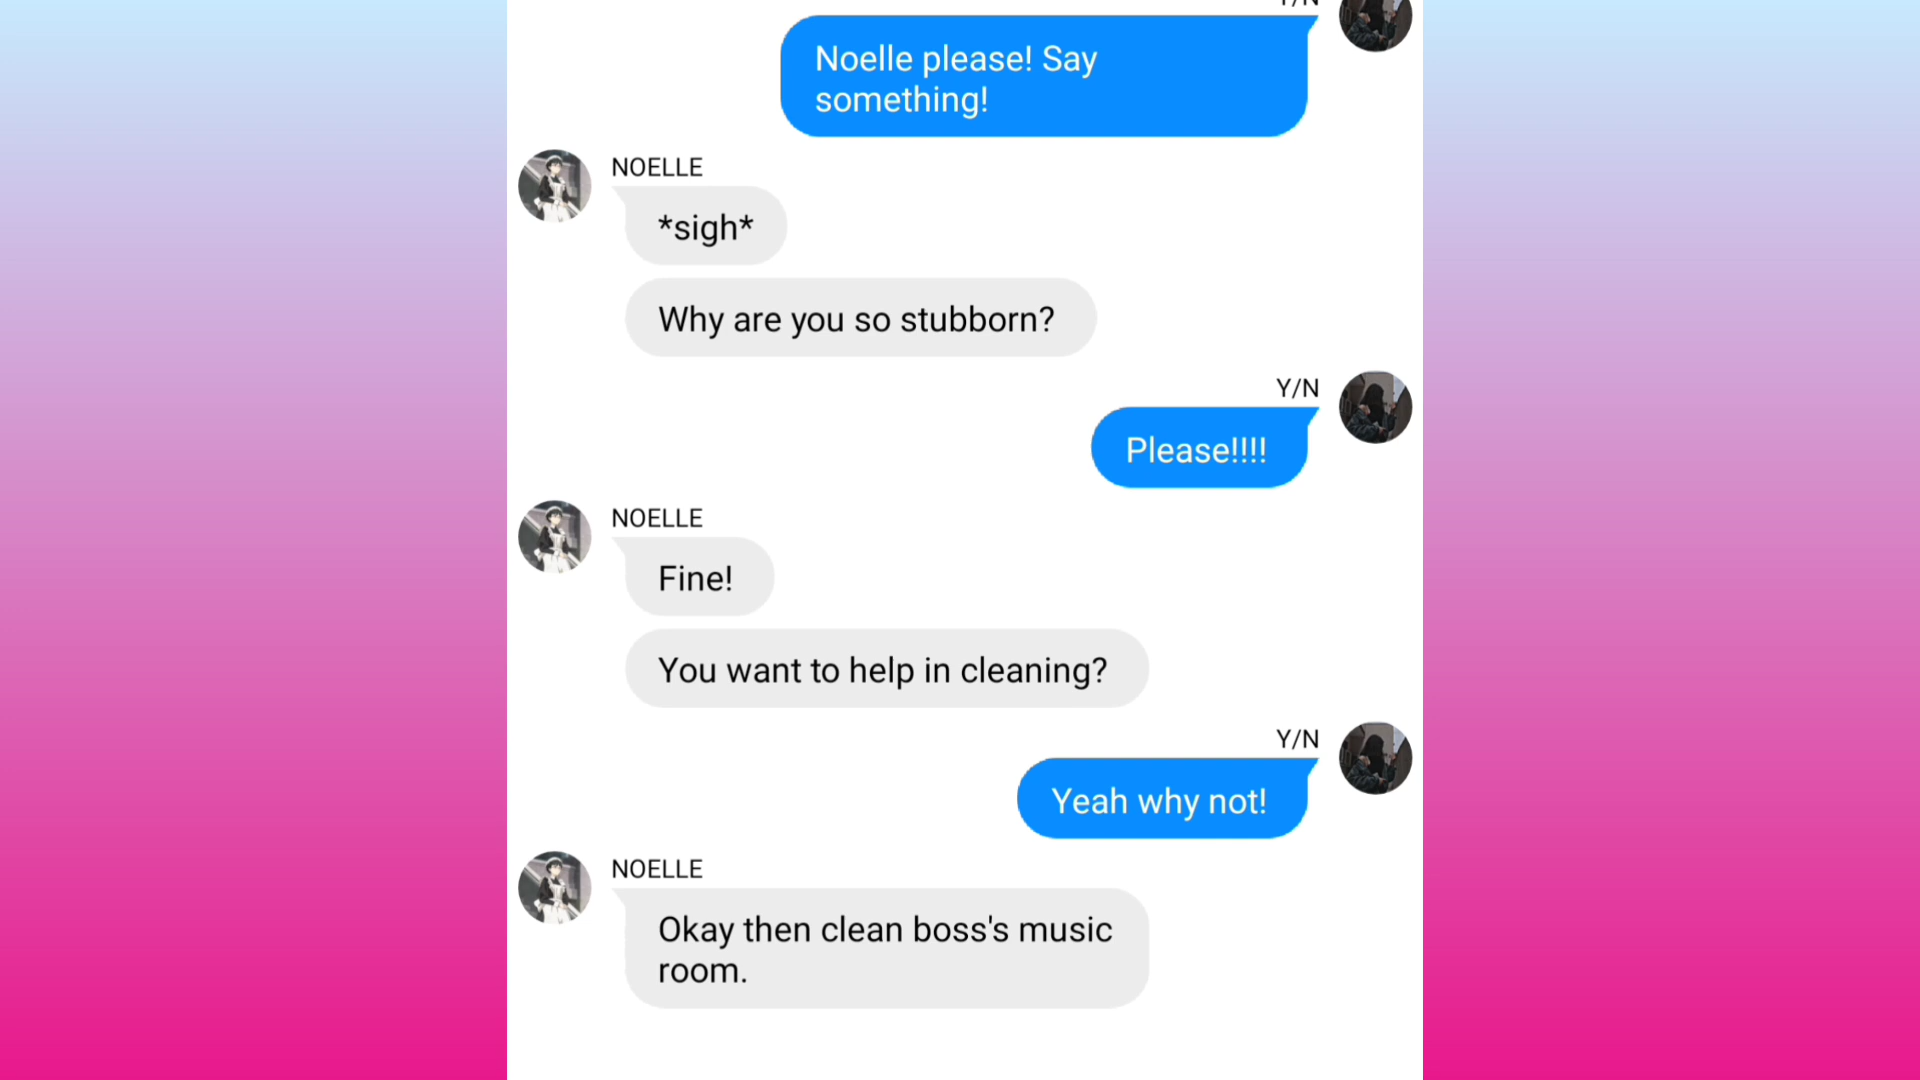 Y/N
Noelle please! Say
something!
NOELLE
*sigh*
Why are you so stubborn?
Y/N
Please!!!!
NOELLE
Fine!
You want to help in cleaning?
Y/N
Yeah why not!
NOELLE
Okay then clean boss's music
room.